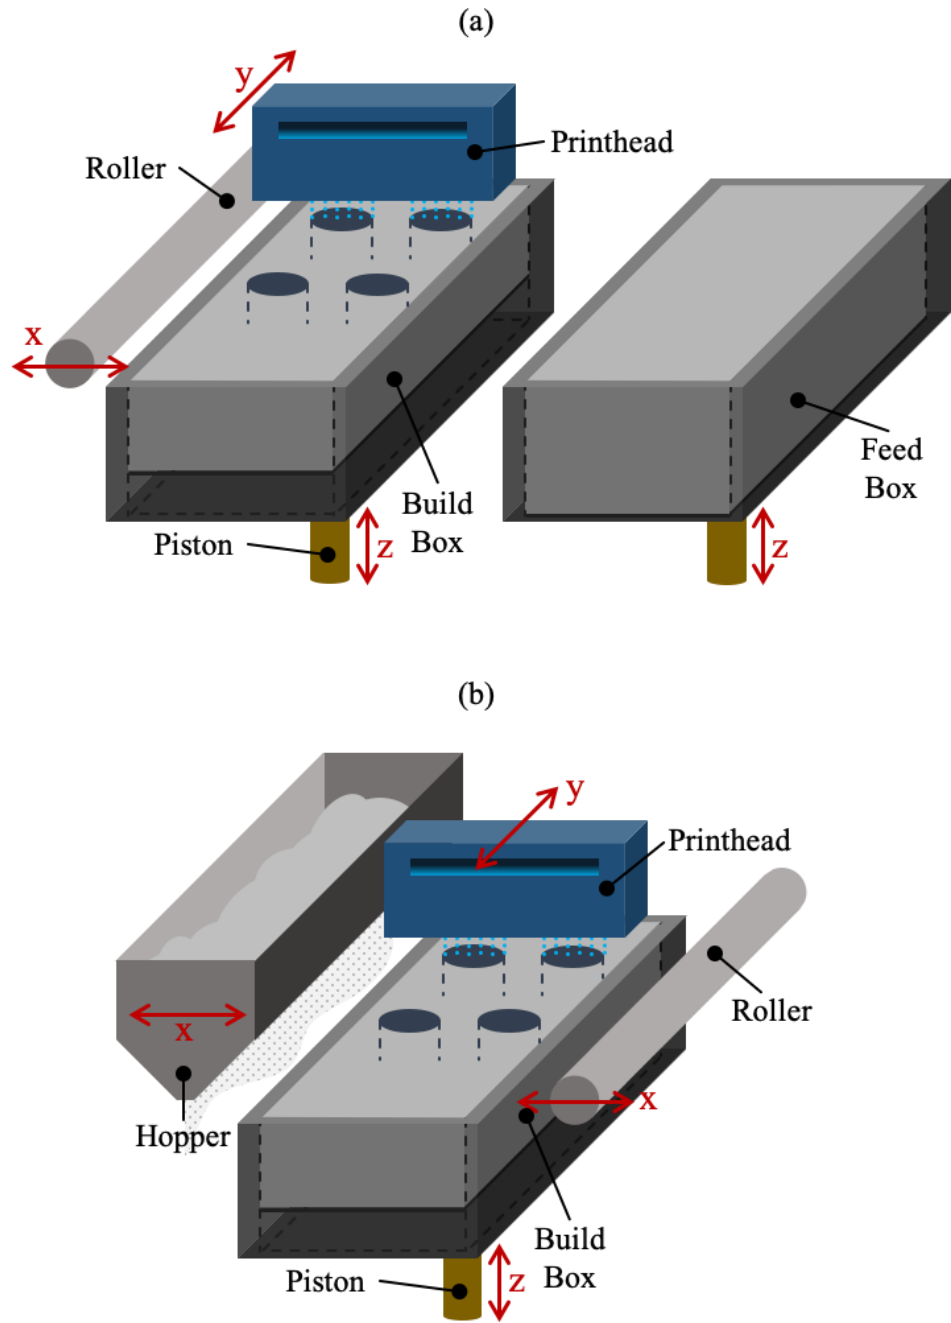 (a)
y
Printhead
Roller
x
Feed
Box
Build
Box
Piston
z
z
(b)
y
Printhead
Roller
x
x
Hopper
Build
Box
Piston
z